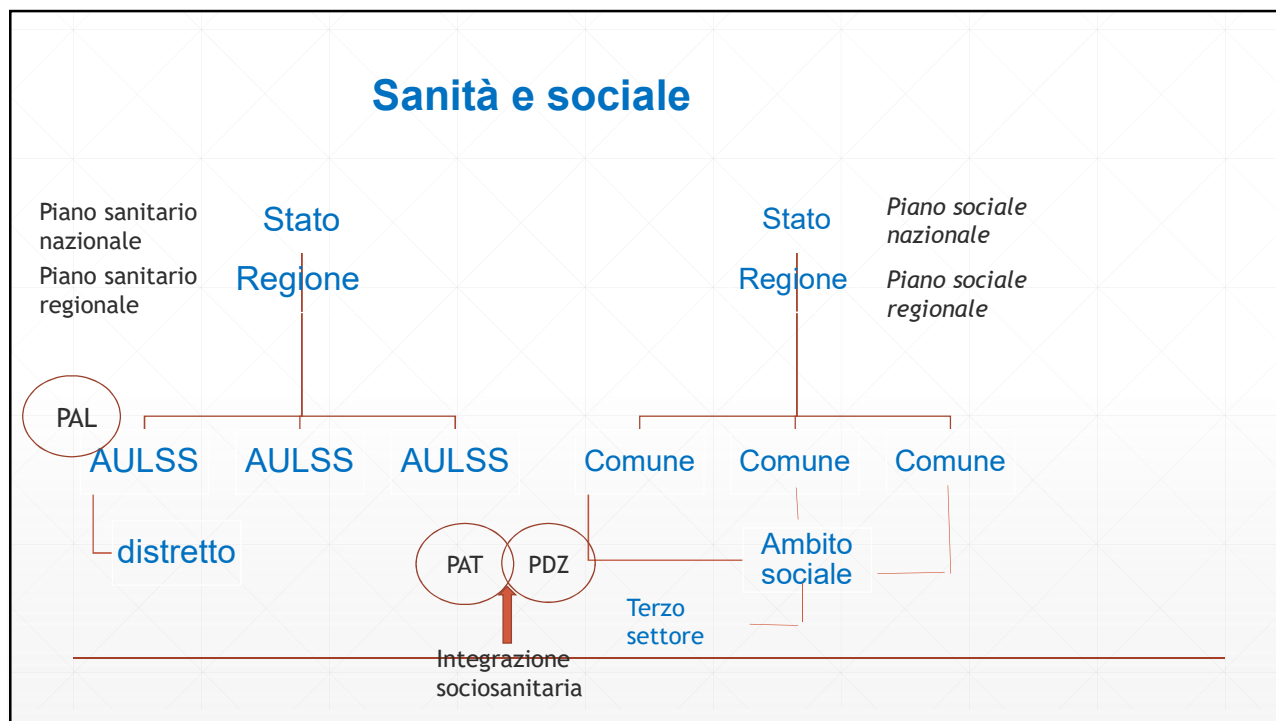 Sanità e sociale
Piano sanitario
nazionale
Stato
Piano sanitario
regionale
Regione
Stato
Piano sociale
nazionale
Regione
Piano sociale
regionale
PAL
AULSS
AULSS
AULSS
Comune
Comune
Comune
distretto
PAT
PDZ
Ambito
sociale
Terzo
settore
Integrazione
sociosanitaria